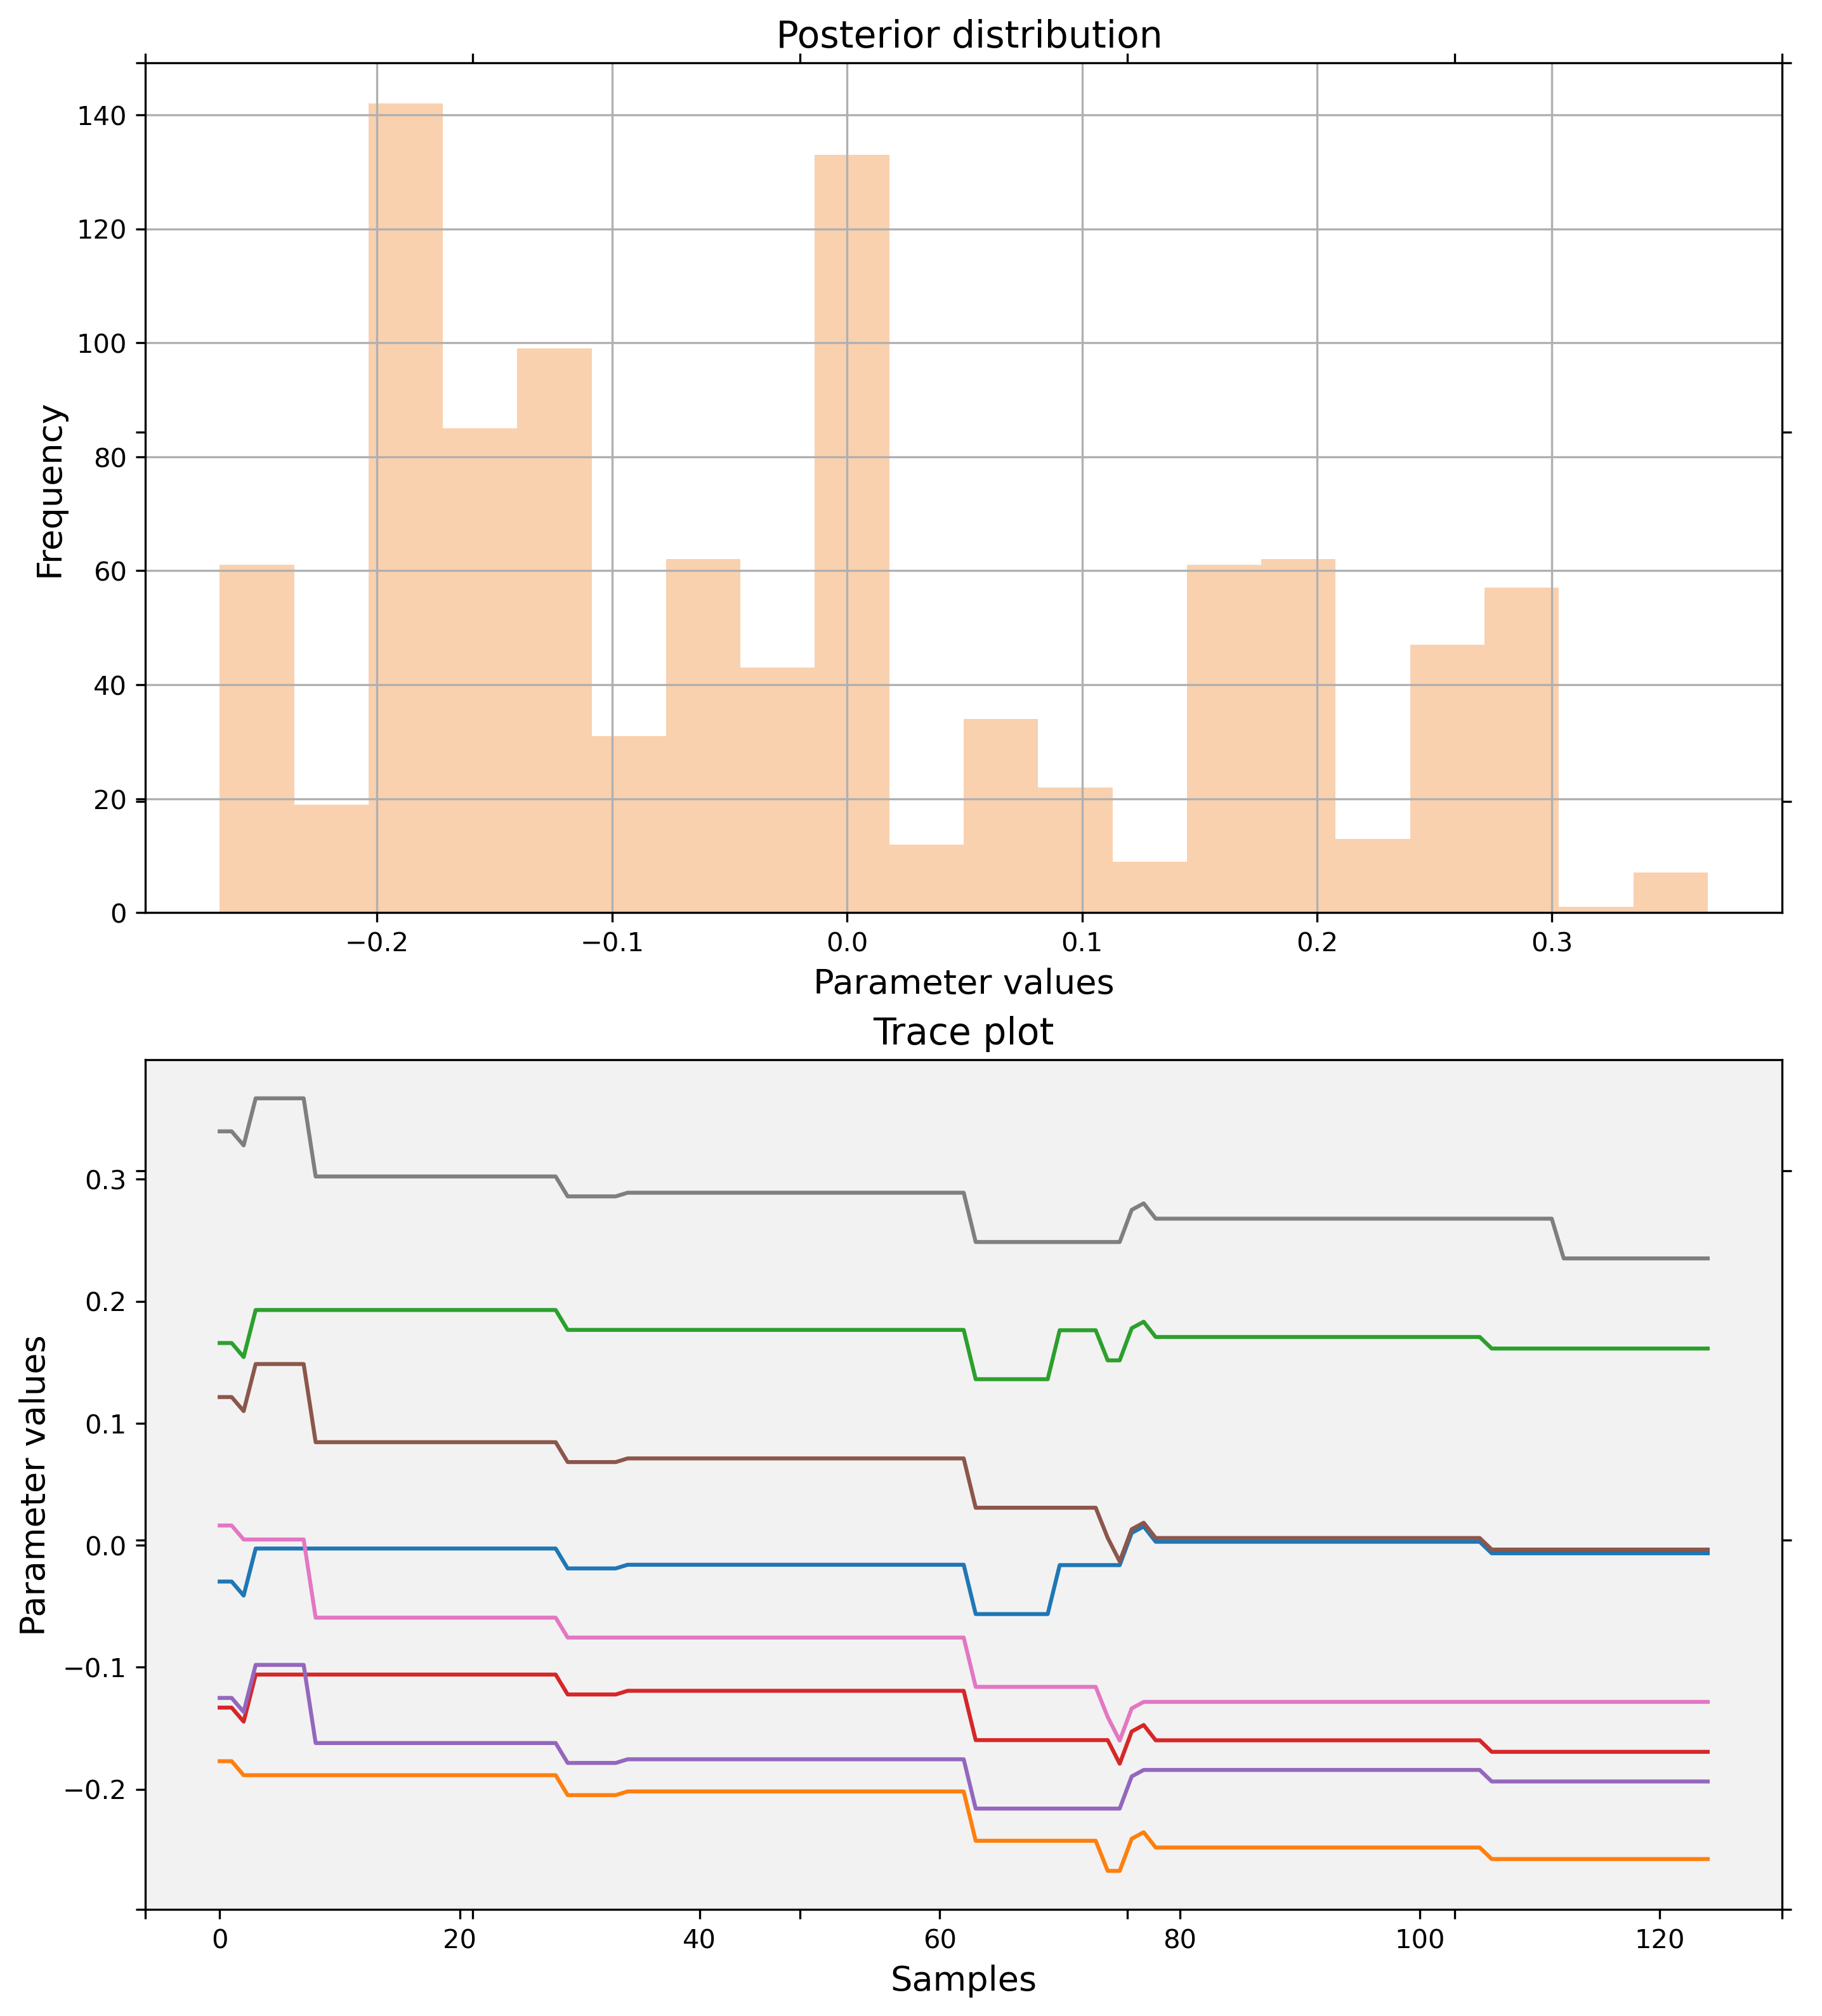 Posterior distribution
140
120
100
80
60
40
20
0
Frequency
−0.2 −0.1 0.0 0.1 0.2 0.3
Parameter values
Trace plot
0.3
0.2
0.1
0.0
−0.1
−0.2
Parameter values
0 20 40 60 80 100 120
Samples